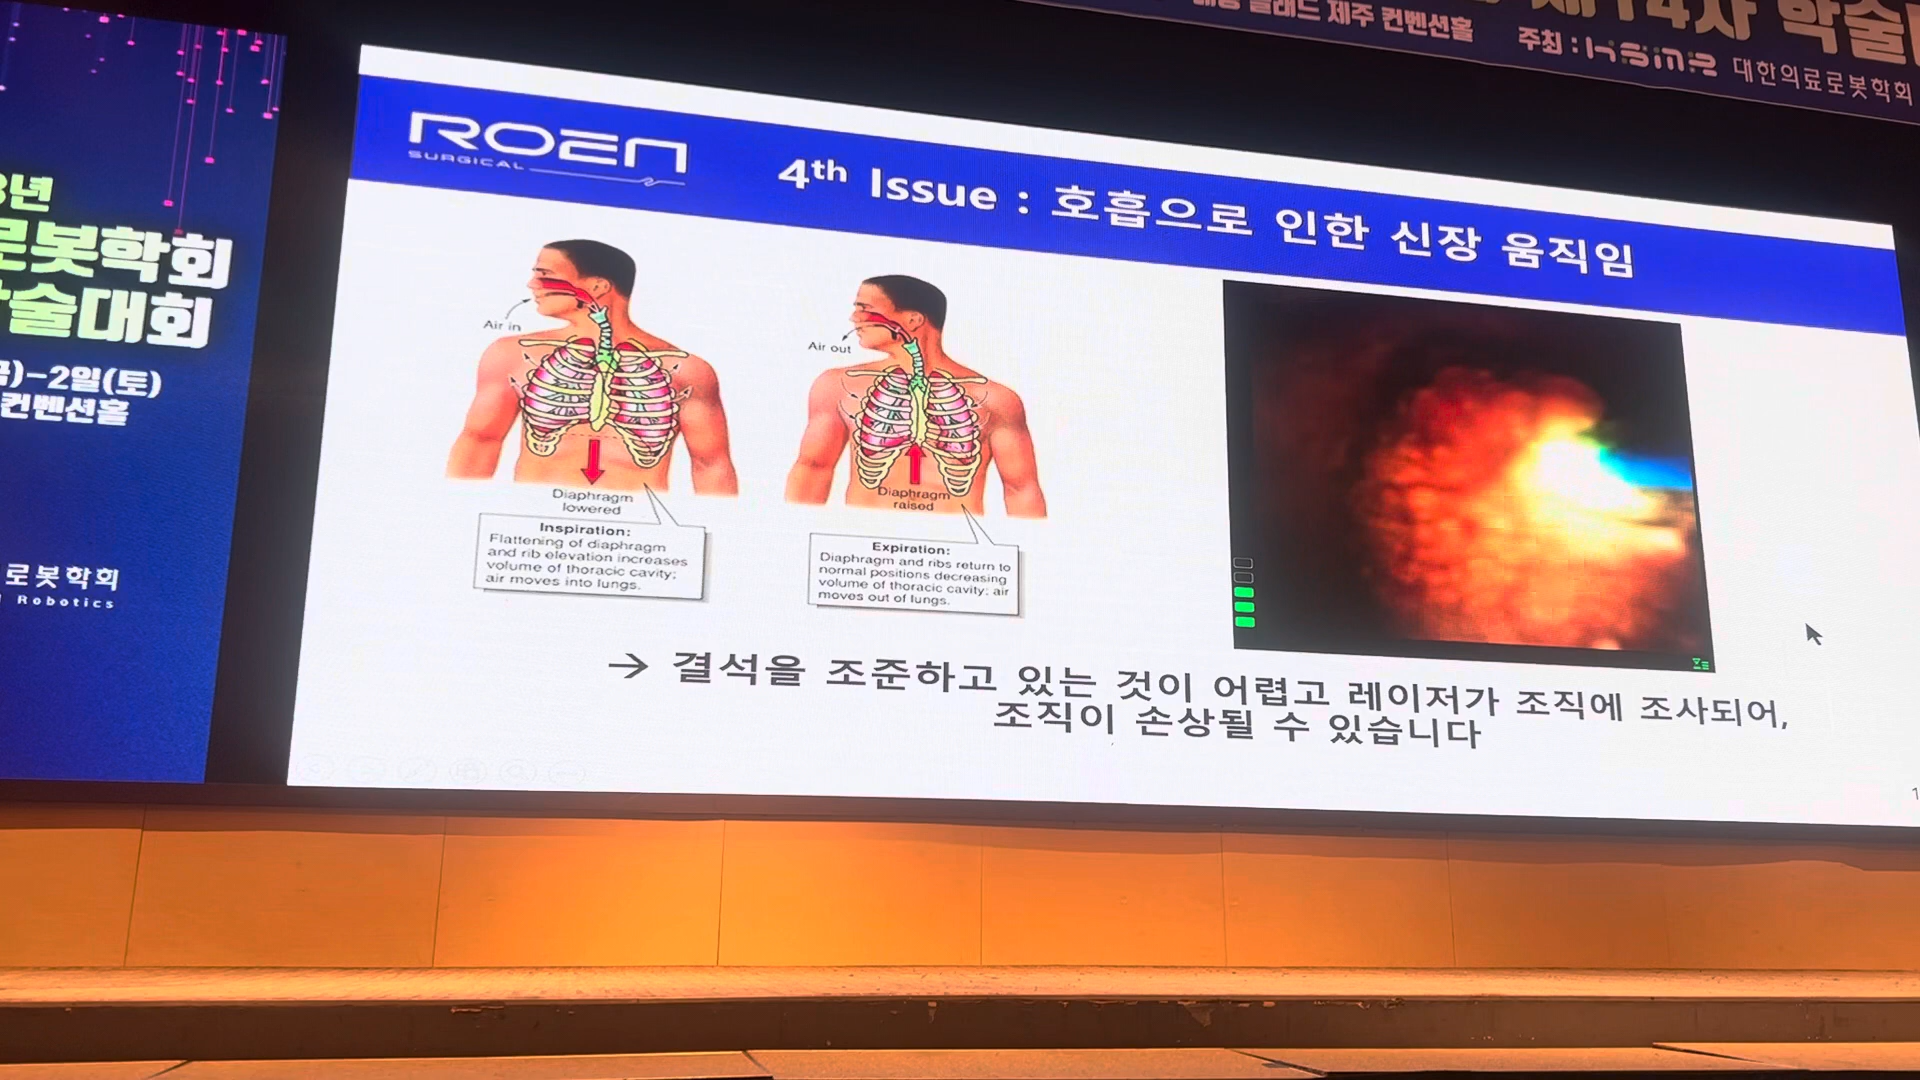 제주 컨벤션홀
제14차 학술
주최 : KSMR 대한의료로봇학회
3년
로봇학회
학술대회
)-2일(토)
컨벤션홀
로봇학회
Robotics
ROEN
SURGICAL
4th Issue : 호흡으로 인한 신장 움직임
Air in
Air out
Diaphragm
lowered
Diaphragm
raised
Inspiration:
Flattening of diaphragm
and rib elevation increases
volume of thoracic cavity;
air moves into lungs.
Expiration:
Diaphragm and ribs return to
normal positions decreasing
volume of thoracic cavity; air
moves out of lungs.
→ 결석을 조준하고 있는 것이 어렵고 레이저가 조직에 조사되어,
조직이 손상될 수 있습니다